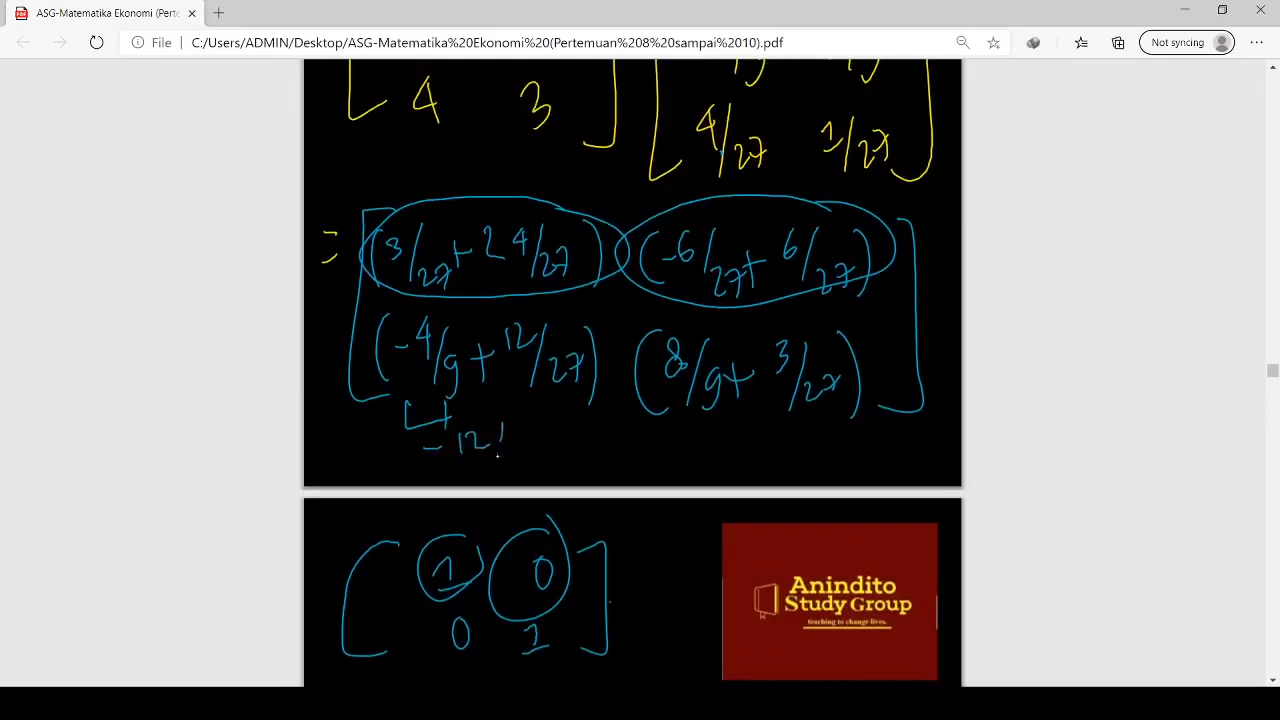 ASG-Matematika Ekonomi (Perte
File C:/Users/ADMIN/Desktop/ASG-Matematika%20Ekonomi%20(Pertemuan%208%20sampai%2010).pdf Not syncing
4 3
4/27 1/27
= (3/27 + 24/27) (-6/27 + 6/27)
(-4/9 + 12/27) (8/9 + 3/27)
-12/
1 0
0 1
Anindito
Study Group
teaching to change lives.